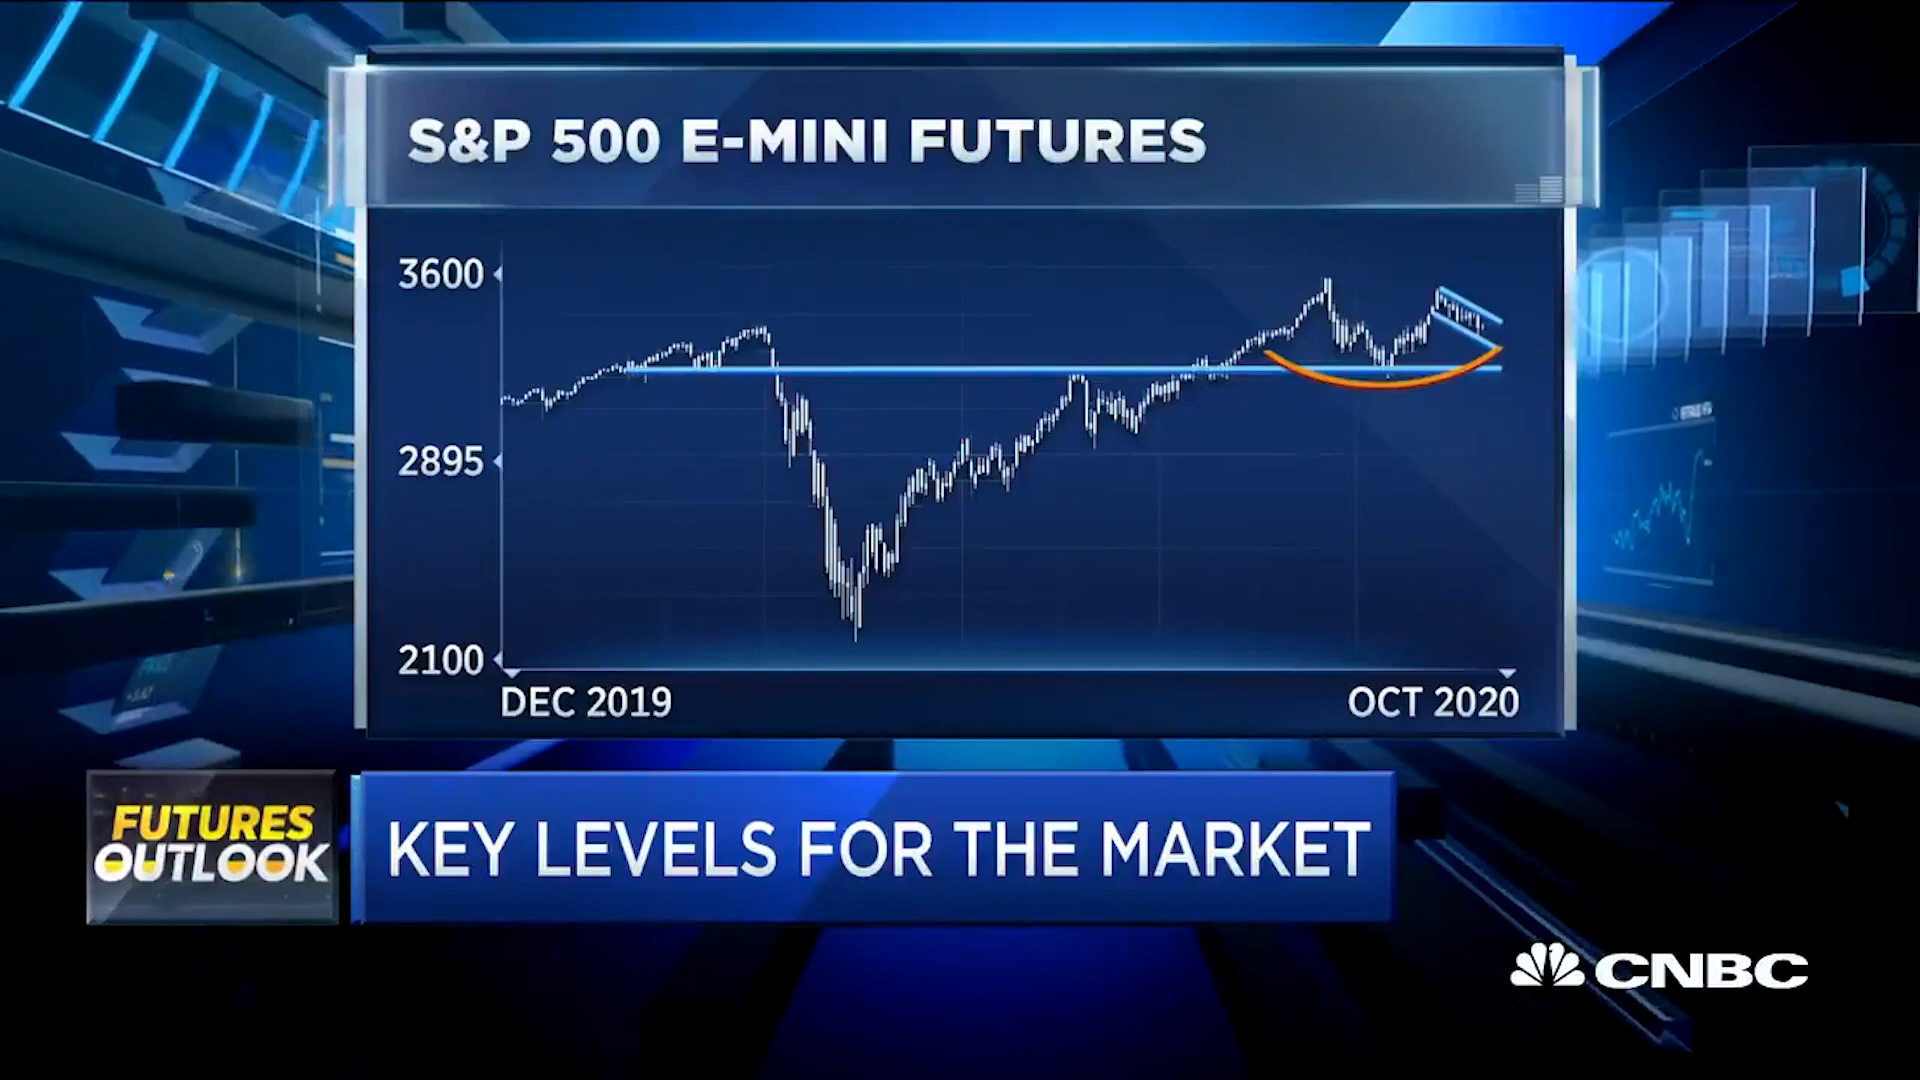 S&P 500 E-MINI FUTURES
3600
2895
2100
DEC 2019
OCT 2020
FUTURES
OUTLOOK
KEY LEVELS FOR THE MARKET
CNBC